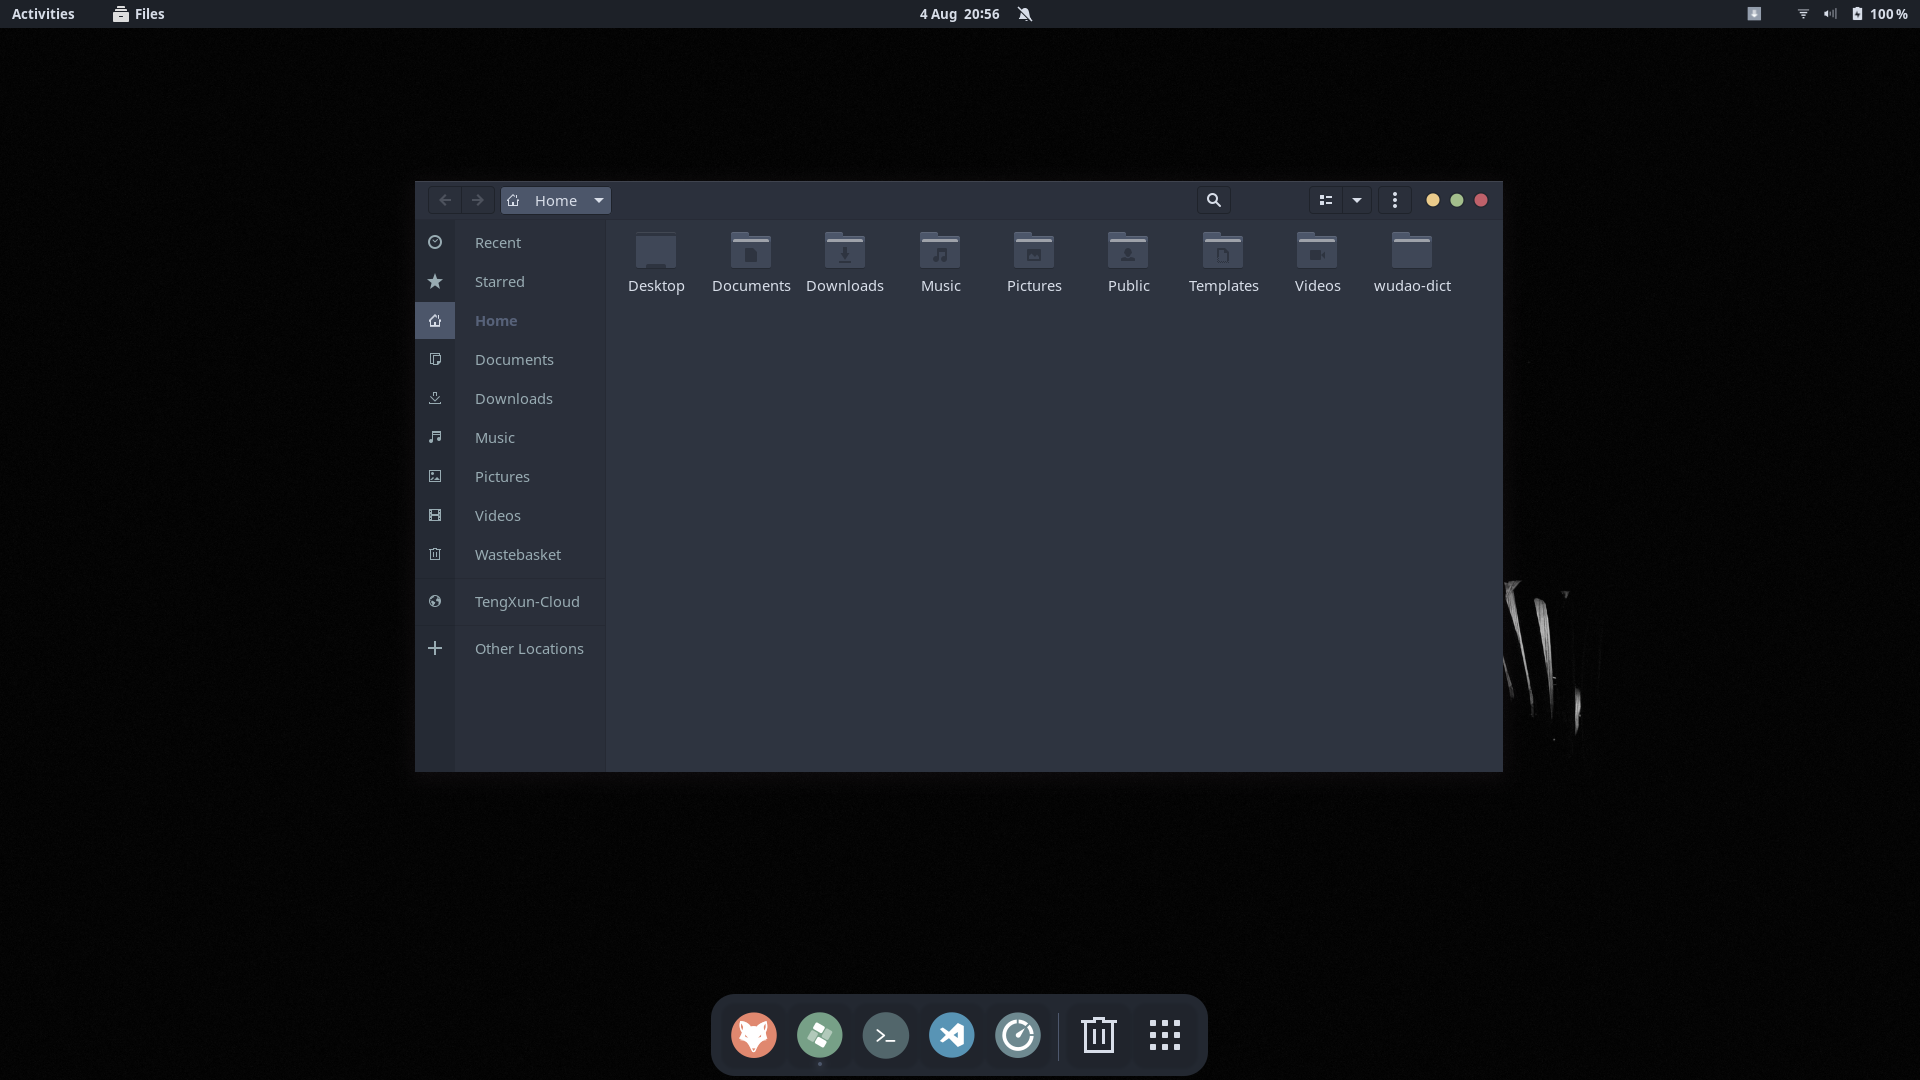 Activities
Files
4 Aug 20:56
100 %
Home
Recent
Starred
Home
Documents
Downloads
Music
Pictures
Videos
Wastebasket
TengXun-Cloud
Other Locations
Desktop
Documents
Downloads
Music
Pictures
Public
Templates
Videos
wudao-dict